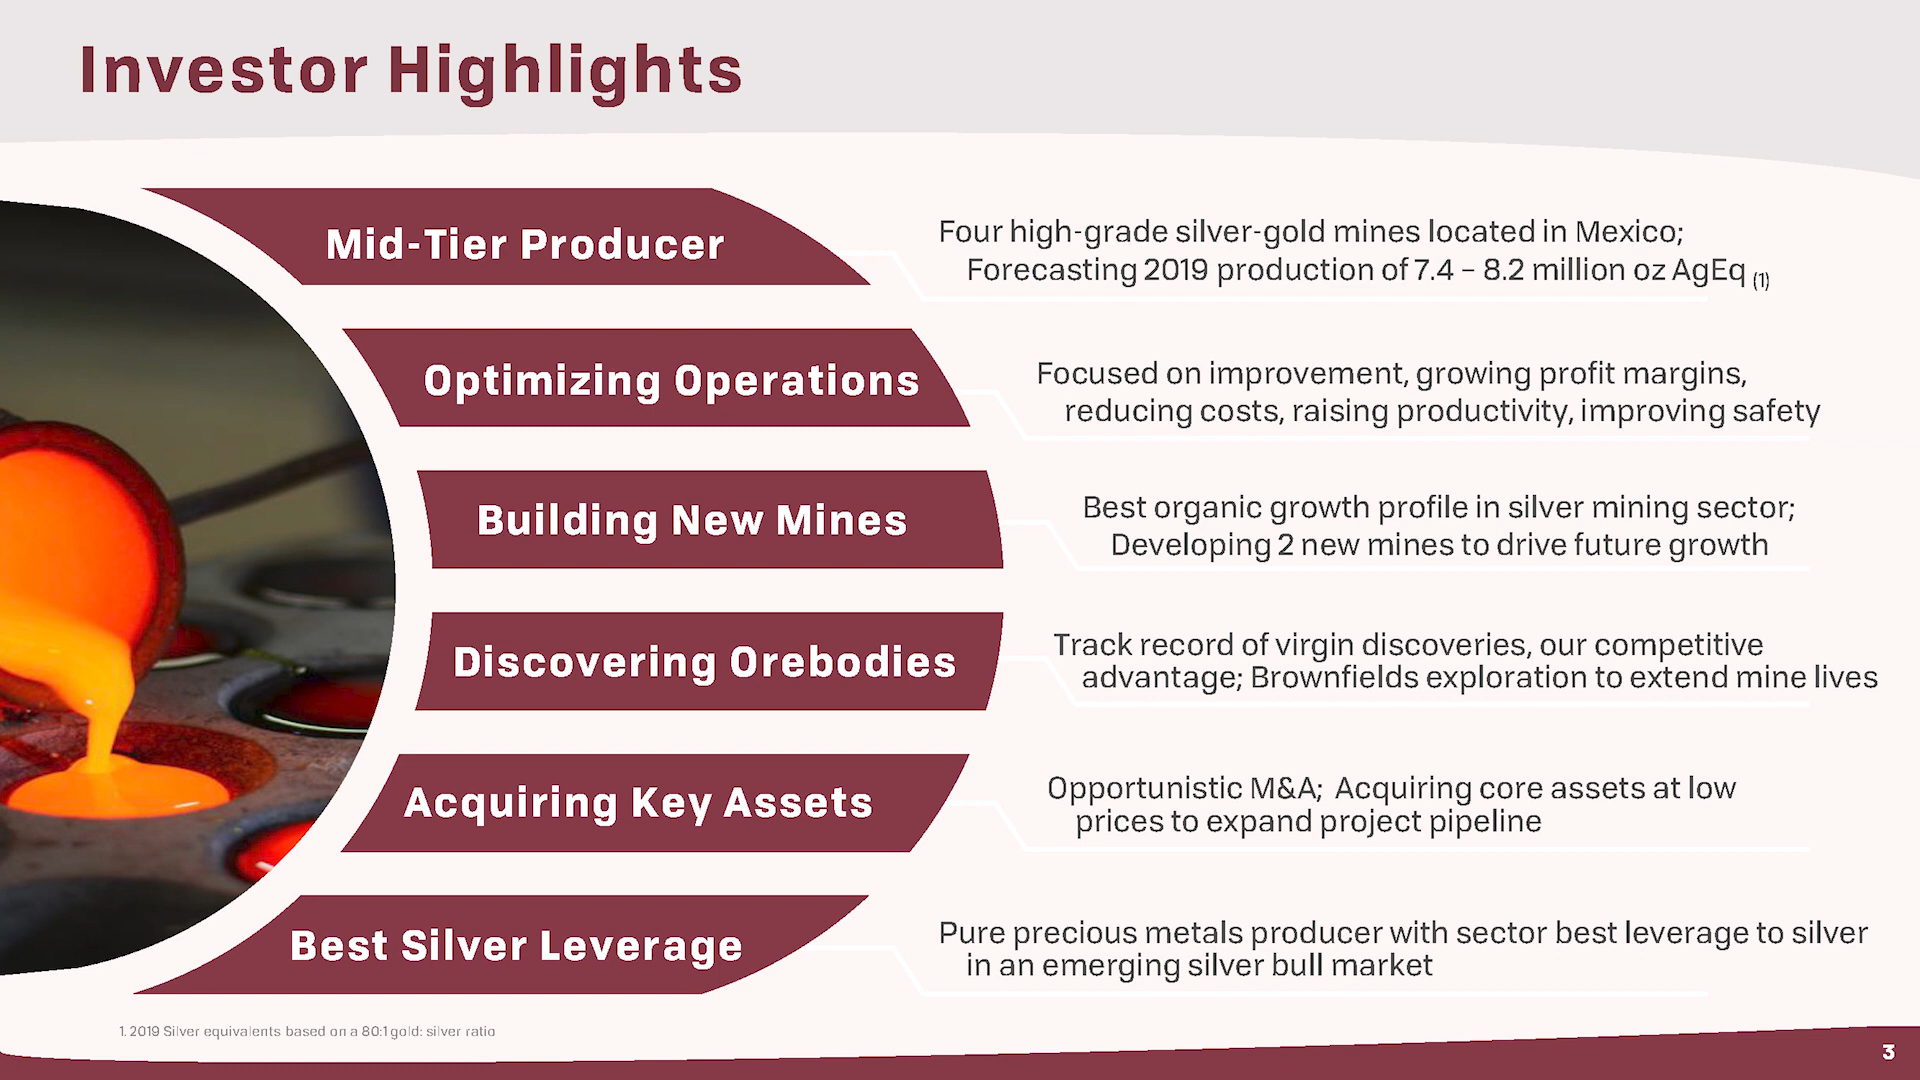 Investor Highlights
Mid-Tier Producer
Four high-grade silver-gold mines located in Mexico;
Forecasting 2019 production of 7.4 – 8.2 million oz AgEq (1)
Optimizing Operations
Focused on improvement, growing profit margins,
reducing costs, raising productivity, improving safety
Building New Mines
Best organic growth profile in silver mining sector;
Developing 2 new mines to drive future growth
Discovering Orebodies
Track record of virgin discoveries, our competitive
advantage; Brownfields exploration to extend mine lives
Acquiring Key Assets
Opportunistic M&A; Acquiring core assets at low
prices to expand project pipeline
Best Silver Leverage
Pure precious metals producer with sector best leverage to silver
in an emerging silver bull market
1. 2019 Silver equivalents based on a 80:1 gold: silver ratio
3